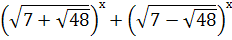 (√(7 + √48))ˣ + (√(7 − √48))ˣ